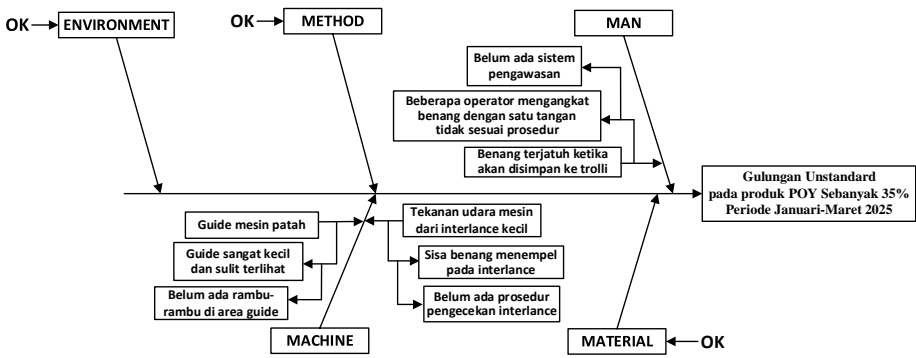 OK
ENVIRONMENT
OK
METHOD
MAN
Belum ada sistem
pengawasan
Beberapa operator mengangkat
benang dengan satu tangan
tidak sesuai prosedur
Benang terjatuh ketika
akan disimpan ke trolli
Gulungan Unstandard
pada produk POY Sebanyak 35%
Periode Januari-Maret 2025
Guide mesin patah
Guide sangat kecil
dan sulit terlihat
Belum ada rambu-
rambu di area guide
Tekanan udara mesin
dari interlance kecil
Sisa benang menempel
pada interlance
Belum ada prosedur
pengecekan interlance
MACHINE
MATERIAL
OK